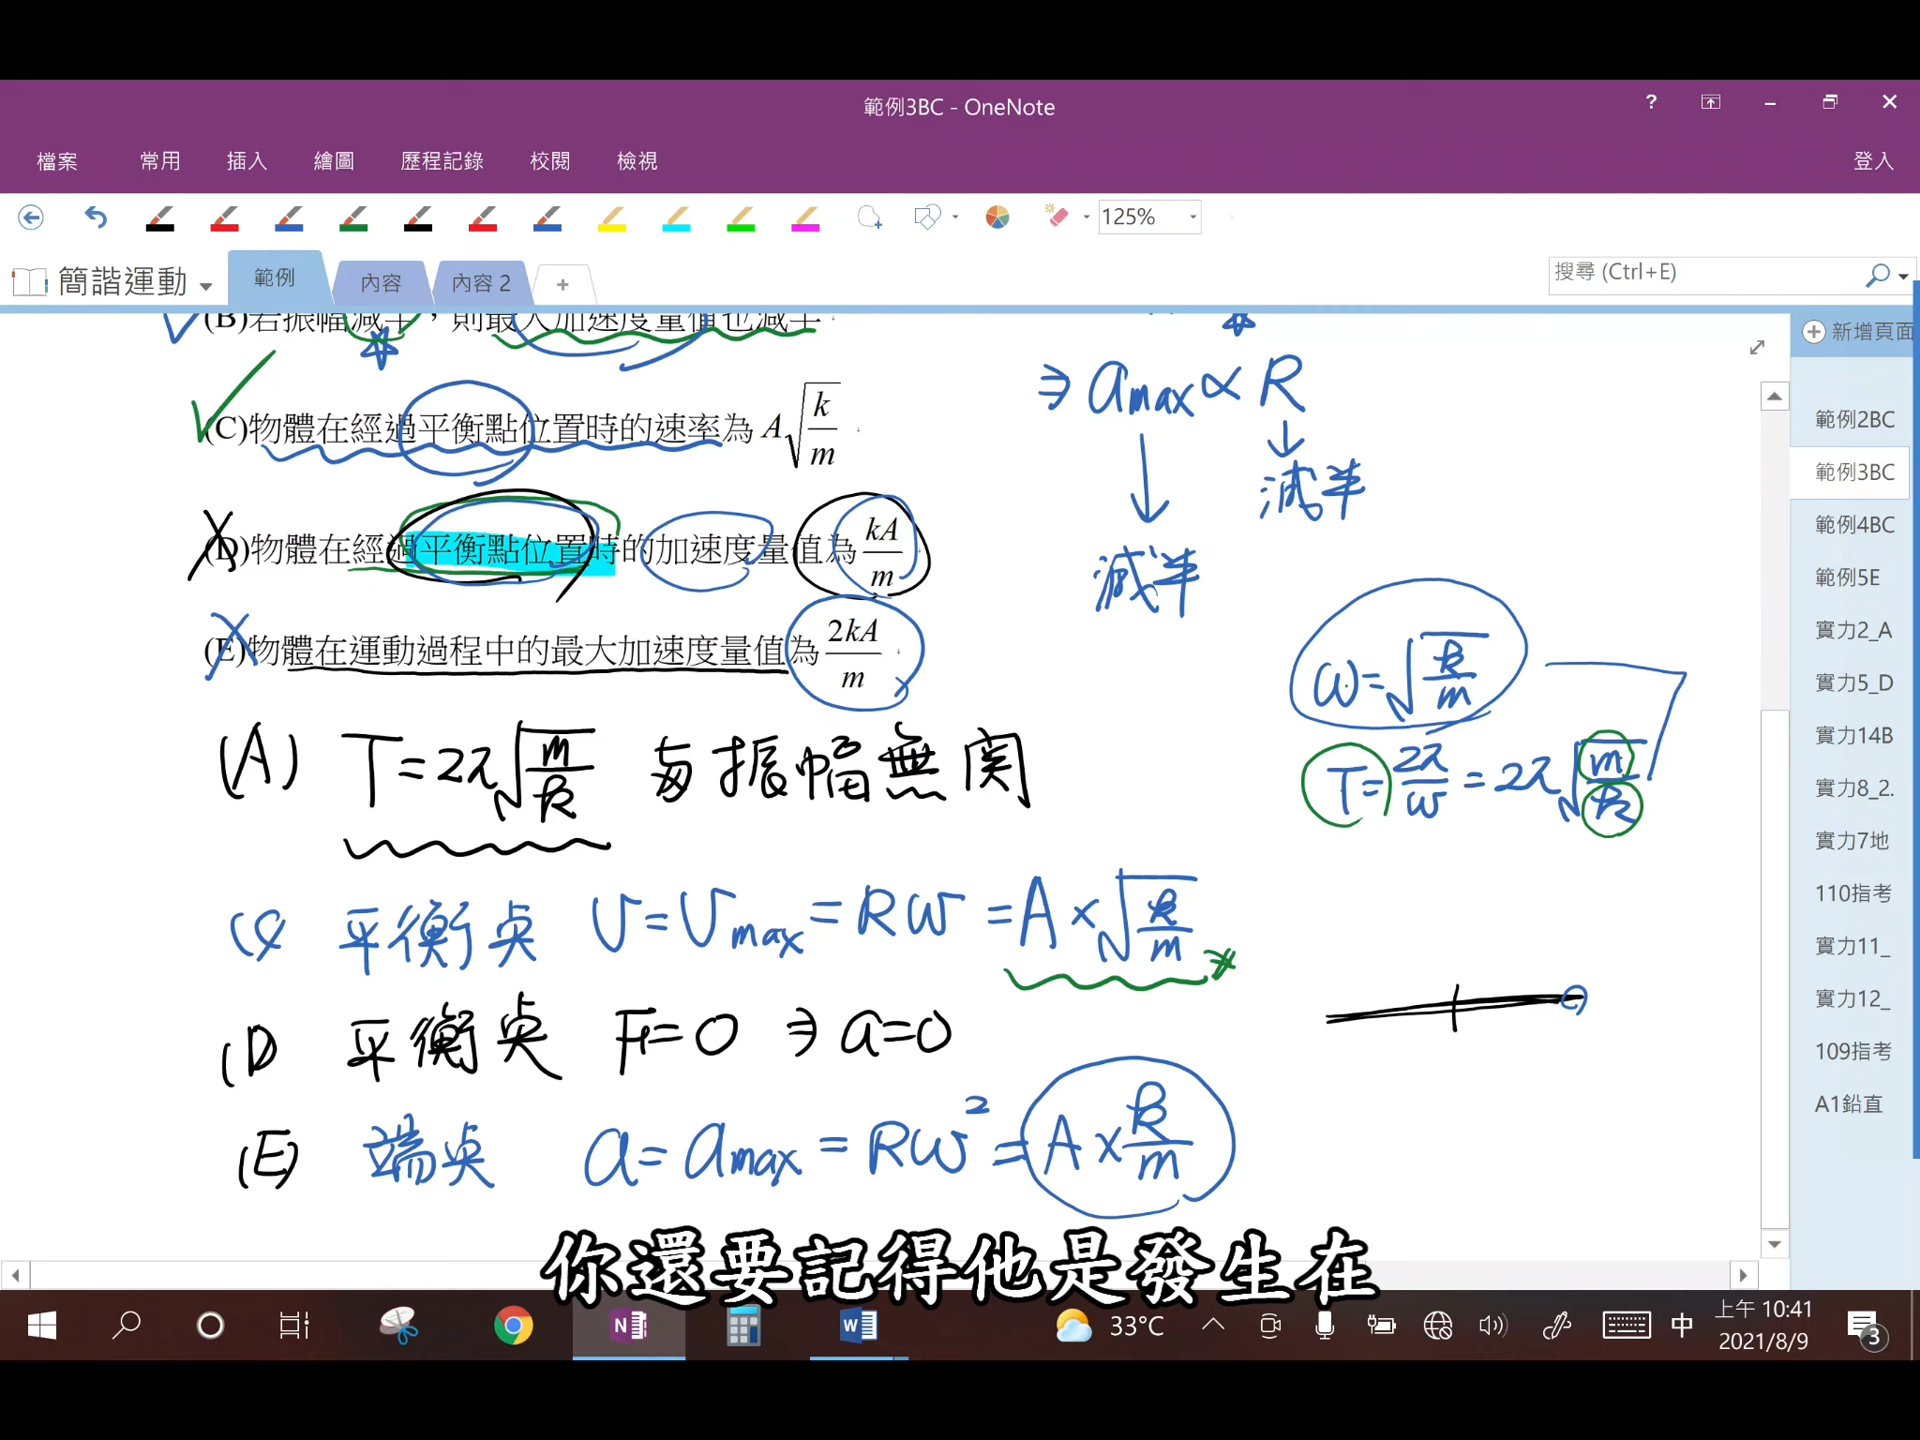 範例3BC - OneNote
檔案 常用 插入 繪圖 歷程記錄 校閱 檢視 登入
125%
簡諧運動 範例 內容 內容 2
搜尋 (Ctrl+E)
(B)若振幅減半，則最大加速度量值也減半
新增頁面
⇒ amax ∝ R
減半
減半
(C)物體在經過平衡點位置時的速率為 A√(k/m)
(D)物體在經過平衡點位置時的加速度量值為 kA/m
(E)物體在運動過程中的最大加速度量值為 2kA/m
ω=√(k/m)
T=2π/ω=2π√(m/k)
(A) T=2π√(m/k) 與振幅無関
(C) 平衡点 V=Vmax=Rω=A×√(k/m)
(D 平衡点 F=0 ⇒ a=0
(E) 端点 a=amax=Rω²=A×k/m
範例2BC
範例3BC
範例4BC
範例5E
實力2_A
實力5_D
實力14B
實力8_2.
實力7地
110指考
實力11_
實力12_
109指考
A1鉛直
你還要記得他是發生在
33°C 中 上午 10:41
2021/8/9
3